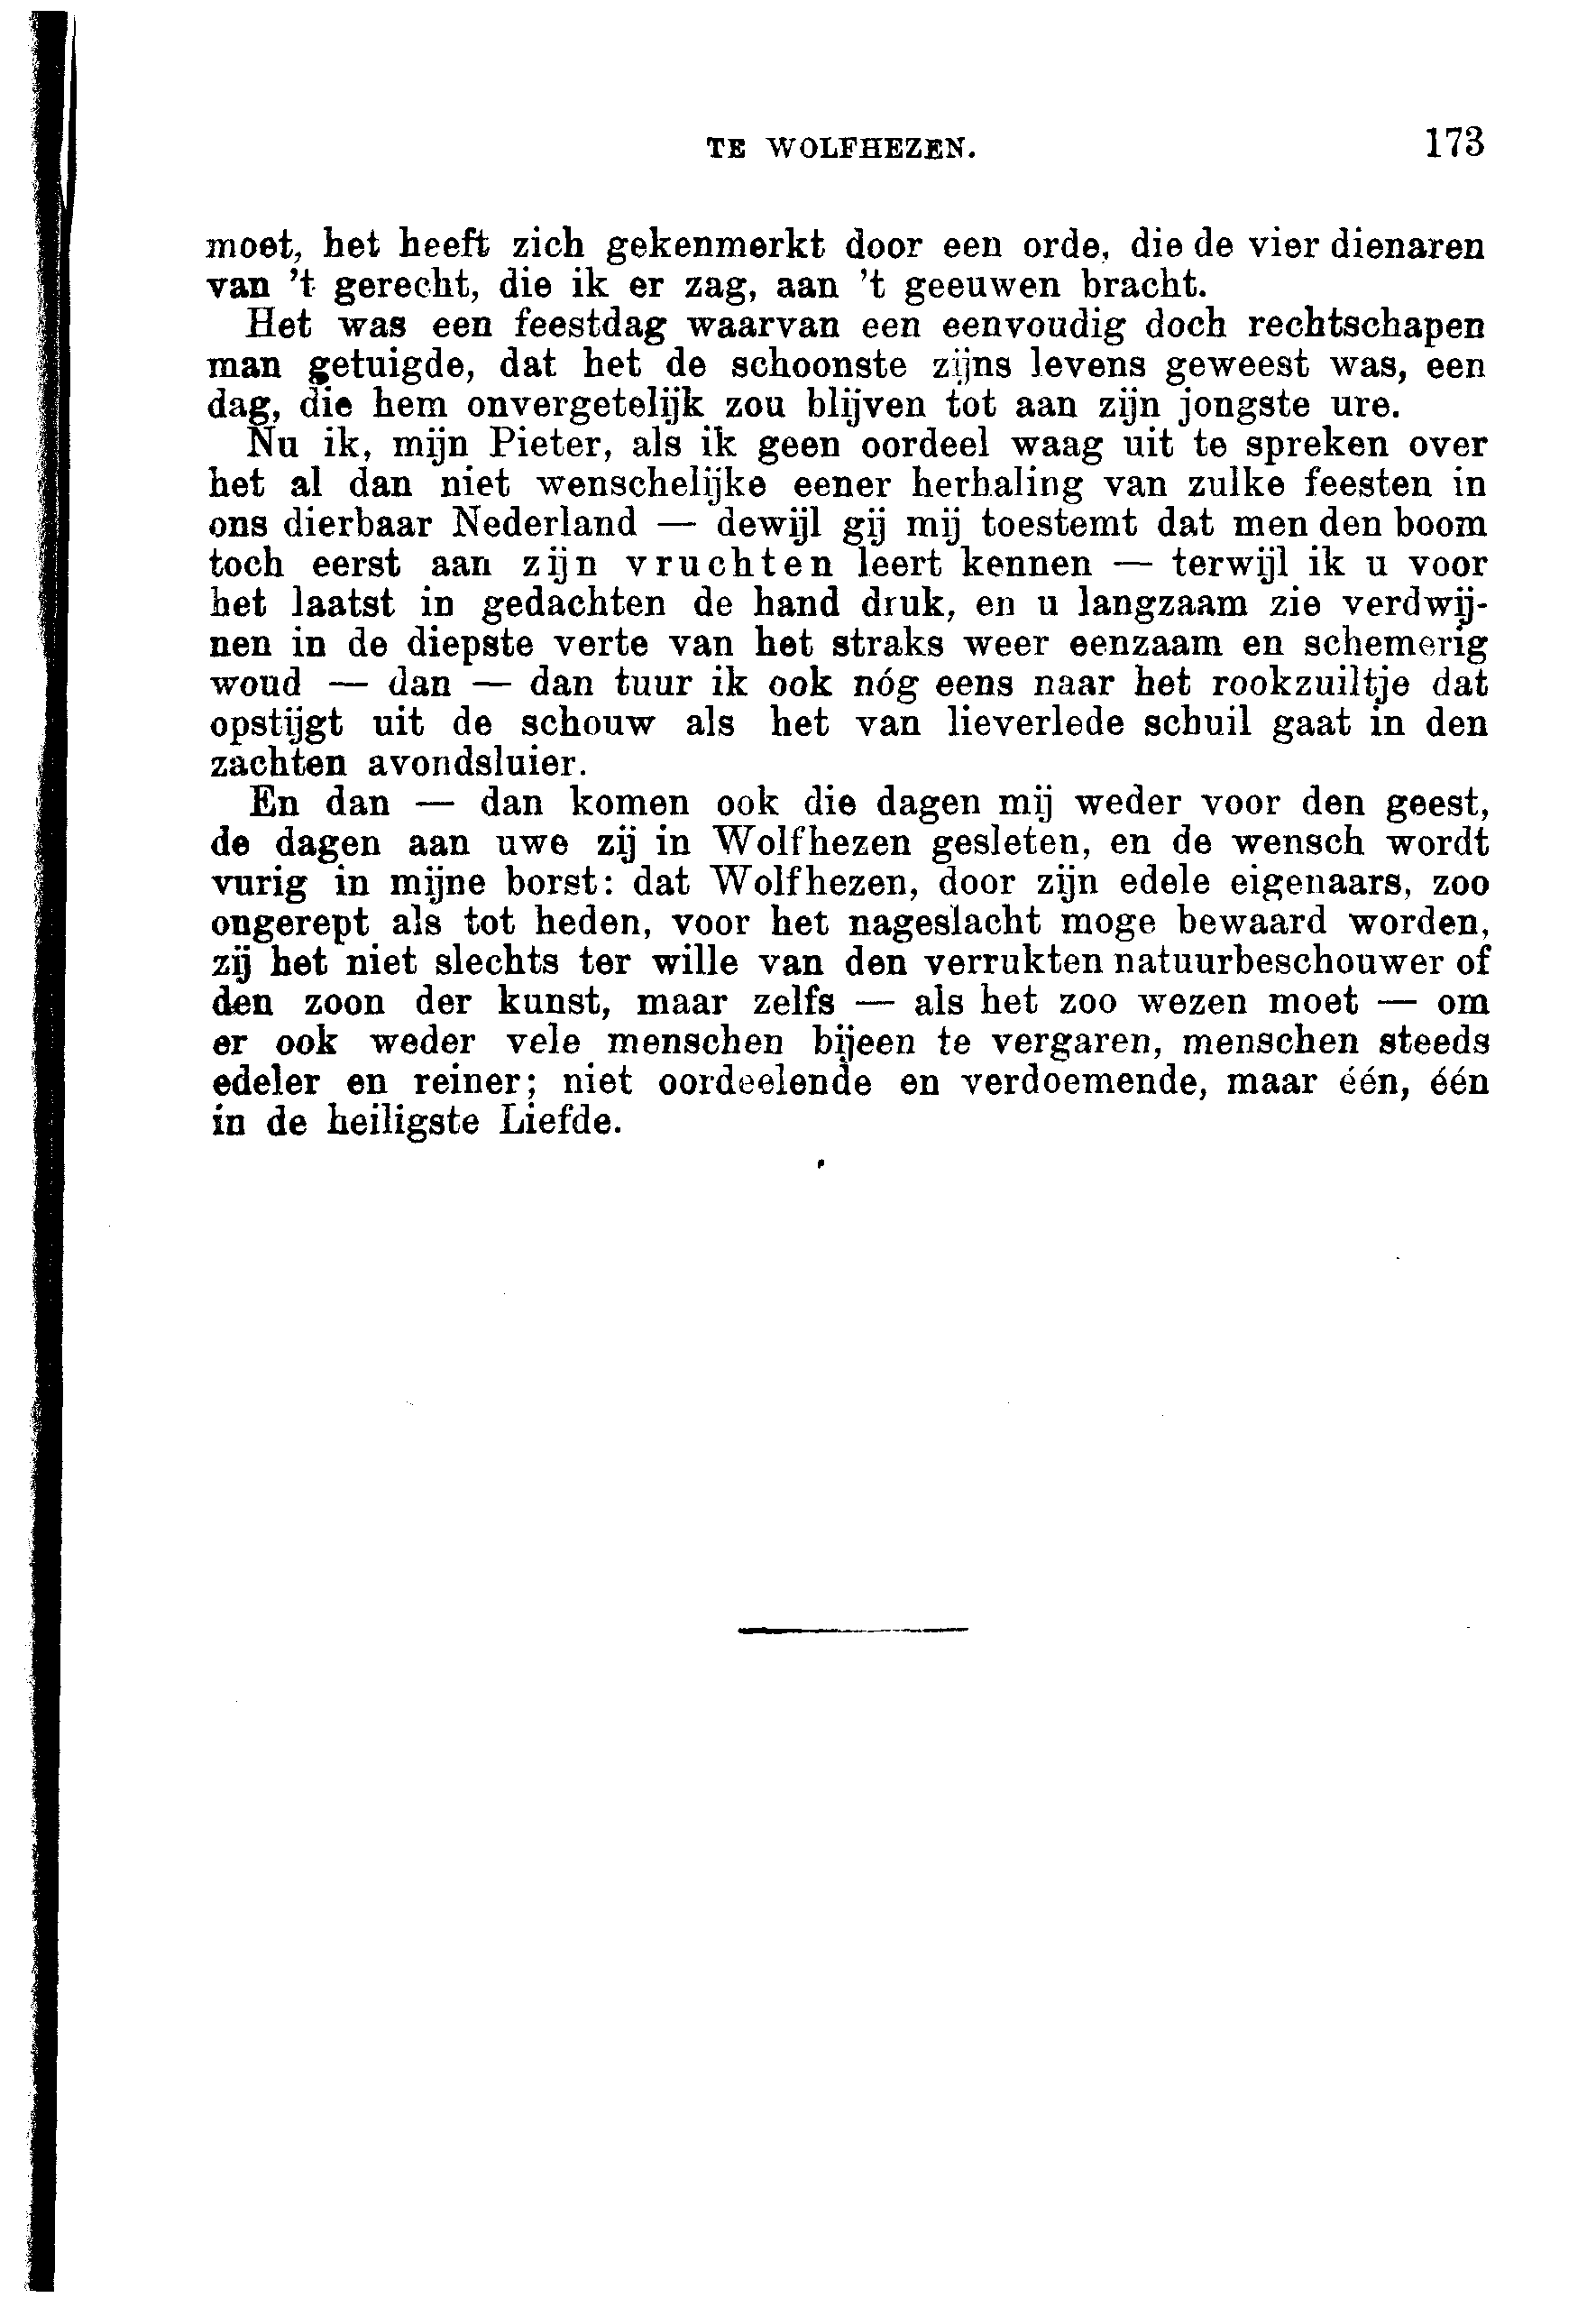 TE WOLFHEZEN. 173
moet, het heeft zich gekenmerkt door een orde, die de vier dienaren
van 't gerecht, die ik er zag, aan 't geeuwen bracht.
Het was een feestdag waarvan een eenvoudig doch rechtschapen
man getuigde, dat het de schoonste zijns levens geweest was, een
dag, die hem onvergetelijk zou blijven tot aan zijn jongste ure.
Nu ik, mijn Pieter, als ik geen oordeel waag uit te spreken over
het al dan niet wenschelijke eener herhaling van zulke feesten in
ons dierbaar Nederland — dewijl gij mij toestemt dat men den boom
toch eerst aan zijn vruchten leert kennen — terwijl ik u voor
het laatst in gedachten de hand druk, en u langzaam zie verdwij-
nen in de diepste verte van het straks weer eenzaam en schemerig
woud — dan — dan tuur ik ook nóg eens naar het rookzuiltje dat
opstijgt uit de schouw als het van lieverlede schuil gaat in den
zachten avondsluier.
En dan — dan komen ook die dagen mij weder voor den geest,
de dagen aan uwe zij in Wolfhezen gesleten, en de wensch wordt
vurig in mijne borst: dat Wolfhezen, door zijn edele eigenaars, zoo
ongerept als tot heden, voor het nageslacht moge bewaard worden,
zij het niet slechts ter wille van den verrukten natuurbeschouwer of
den zoon der kunst, maar zelfs — als het zoo wezen moet — om
er ook weder vele menschen bijeen te vergaren, menschen steeds
edeler en reiner; niet oordeelende en verdoemende, maar één, één
in de heiligste Liefde.